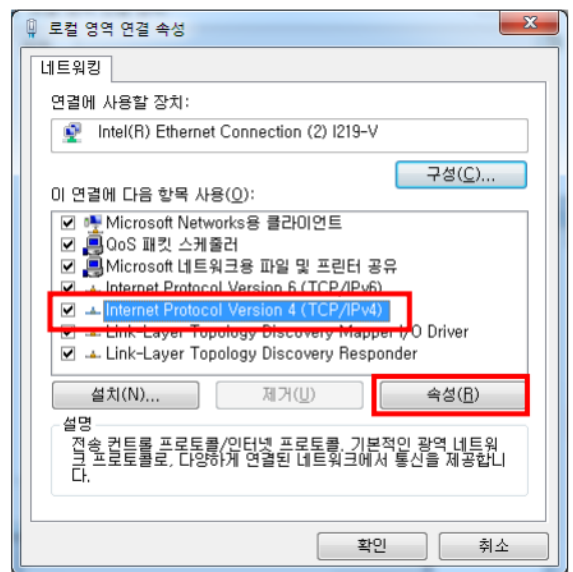 로컬 영역 연결 속성
네트워킹
연결에 사용할 장치:
Intel(R) Ethernet Connection (2) I219-V
구성(C)...
이 연결에 다음 항목 사용(O):
Microsoft Networks용 클라이언트
QoS 패킷 스케줄러
Microsoft 네트워크용 파일 및 프린터 공유
Internet Protocol Version 6 (TCP/IPv6)
Internet Protocol Version 4 (TCP/IPv4)
Link-Layer Topology Discovery Mapper I/O Driver
Link-Layer Topology Discovery Responder
설치(N)... 제거(U) 속성(R)
설명
전송 컨트롤 프로토콜/인터넷 프로토콜. 기본적인 광역 네트워
크 프로토콜로, 다양하게 연결된 네트워크에서 통신을 제공합니
다.
확인 취소